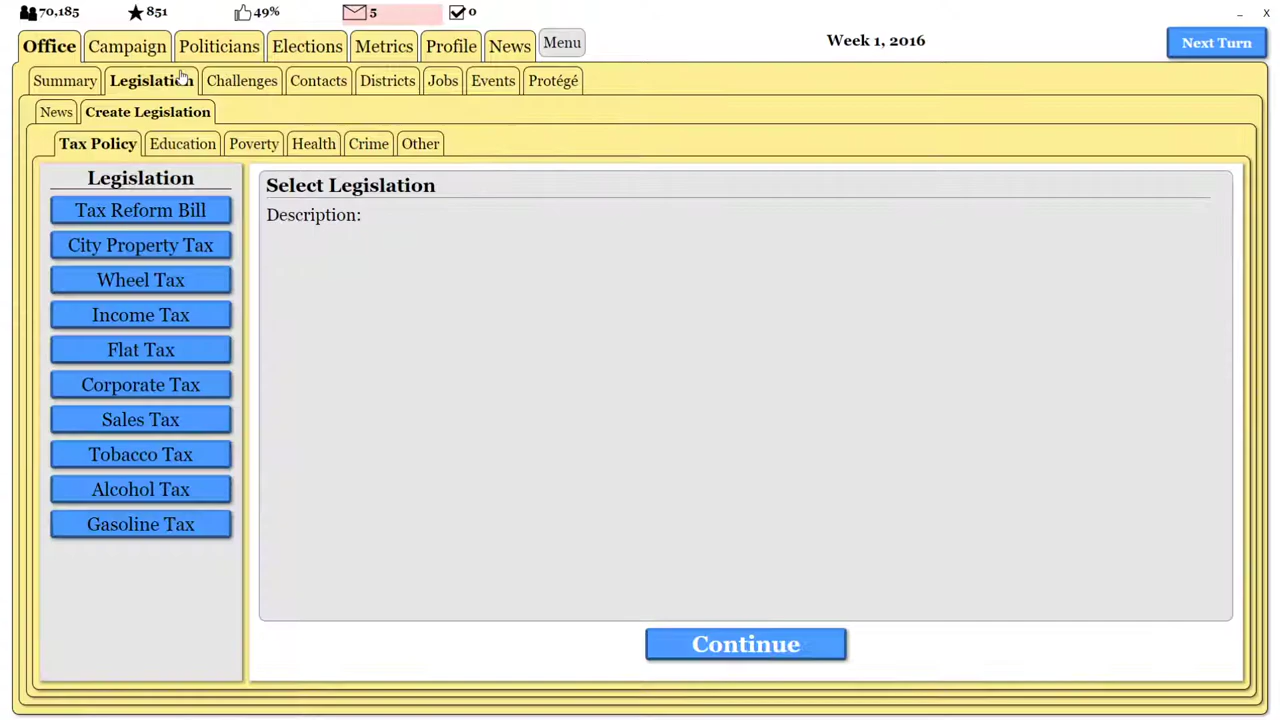 70,185 851 49% 5 0 _ X
Office Campaign Politicians Elections Metrics Profile News Menu Week 1, 2016 Next Turn
Summary Legislation Challenges Contacts Districts Jobs Events Protégé
News Create Legislation
Tax Policy Education Poverty Health Crime Other
Legislation
Tax Reform Bill
City Property Tax
Wheel Tax
Income Tax
Flat Tax
Corporate Tax
Sales Tax
Tobacco Tax
Alcohol Tax
Gasoline Tax
Select Legislation
Description:
Continue